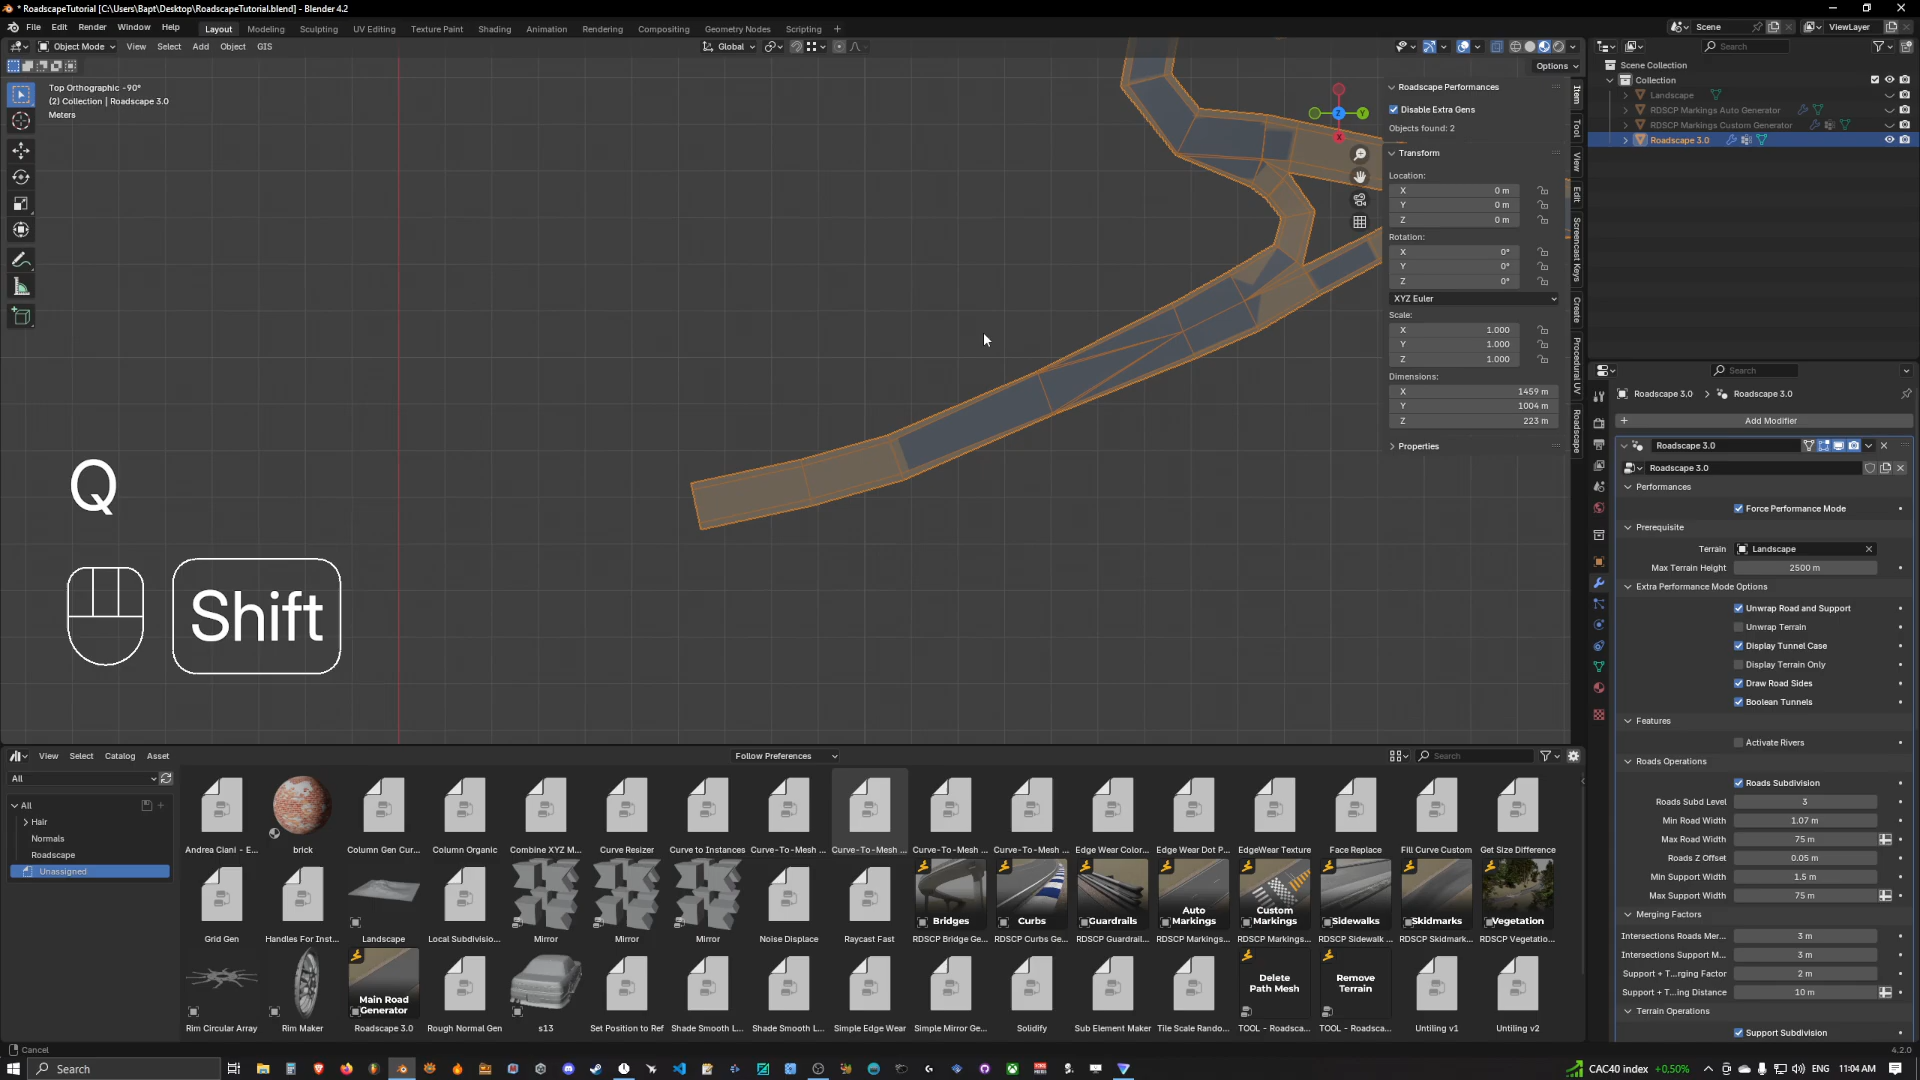 * RoadscapeTutorial [C:\Users\Bapt\Desktop\RoadscapeTutorial.blend] - Blender 4.2
File Edit Render Window Help Layout Modeling Sculpting UV Editing Texture Paint Shading Animation Rendering Compositing Geometry Nodes Scripting + Scene ViewLayer
Object Mode View Select Add Object GIS Global Search
Options
Top Orthographic -90°
(2) Collection | Roadscape 3.0
Meters
Roadscape Performances
Disable Extra Gens
Objects found: 2
Transform
Location:
X 0 m
Y 0 m
Z 0 m
Rotation:
X 0°
Y 0°
Z 0°
XYZ Euler
Scale:
X 1.000
Y 1.000
Z 1.000
Dimensions:
X 1459 m
Y 1004 m
Z 223 m
Properties
Item
Tool
View
Edit
Screencast Keys
Create
Procedural UV
Roadscape
X
Y
Z
Q
Shift
Scene Collection
Collection
Landscape
RDSCP Markings Auto Generator
RDSCP Markings Custom Generator
Roadscape 3.0
Search
Roadscape 3.0 Roadscape 3.0
Add Modifier
Roadscape 3.0
Roadscape 3.0
Performances
Force Performance Mode
Prerequisite
Terrain Landscape
Max Terrain Height 2500 m
Extra Performance Mode Options
Unwrap Road and Support
Unwrap Terrain
Display Tunnel Case
Display Terrain Only
Draw Road Sides
Boolean Tunnels
Features
Activate Rivers
Roads Operations
Roads Subdivision
Roads Subd Level 3
Min Road Width 1.07 m
Max Road Width 75 m
Roads Z Offset 0.05 m
Min Support Width 1.5 m
Max Support Width 75 m
Merging Factors
Intersections Roads Mer... 3 m
Intersections Support M... 3 m
Support + T...rging Factor 2 m
Support + T...ing Distance 10 m
Terrain Operations
Support Subdivision
View Select Catalog Asset Follow Preferences Search
All
All
Hair
Normals
Roadscape
Unassigned
Andrea Ciani - E... brick Column Gen Cur... Column Organic Combine XYZ M... Curve Resizer Curve to Instances Curve-To-Mesh ... Curve-To-Mesh ... Curve-To-Mesh ... Curve-To-Mesh ... Edge Wear Color... Edge Wear Dot P... EdgeWear Texture Face Replace Fill Curve Custom Get Size Difference
Bridges Curbs Guardrails Auto Markings Custom Markings Sidewalks Skidmarks Vegetation
Grid Gen Handles For Inst... Landscape Local Subdivisio... Mirror Mirror Mirror Noise Displace Raycast Fast RDSCP Bridge Ge... RDSCP Curbs Ge... RDSCP Guardrail... RDSCP Markings... RDSCP Markings... RDSCP Sidewalk ... RDSCP Skidmark... RDSCP Vegetatio...
Main Road Generator Delete Path Mesh Remove Terrain
Rim Circular Array Rim Maker Roadscape 3.0 Rough Normal Gen s13 Set Position to Ref Shade Smooth L... Shade Smooth L... Simple Edge Wear Simple Mirror Ge... Solidify Sub Element Maker Tile Scale Rando... TOOL - Roadsca... TOOL - Roadsca... Untiling v1 Untiling v2
Cancel 4.2.0
Search CAC40 index +0.50% ENG 11:04 AM